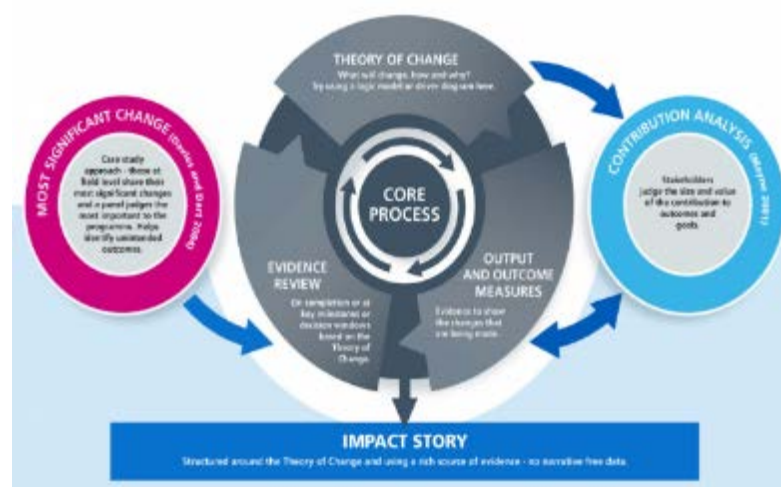 THEORY OF CHANGE
What will change, how and why?
Try using a logic model or driver diagram here.
MOST SIGNIFICANT CHANGE (Davies and Dart 2004)
Case study
approach - those at
field level share their
most significant changes
and a panel judges the
most important to the
programme. Helps
identify unintended
outcomes.
CORE
PROCESS
CONTRIBUTION ANALYSIS (Mayne 2001)
Stakeholders
judge the size and value
of the contribution to
outcomes and
goals.
EVIDENCE
REVIEW
On completion or at
key milestones or
decision windows
based on the
Theory of
Change.
OUTPUT
AND OUTCOME
MEASURES
Evidence to show
the changes that
are being made.
IMPACT STORY
Structured around the Theory of Change and using a rich source of evidence - no narrative free data.